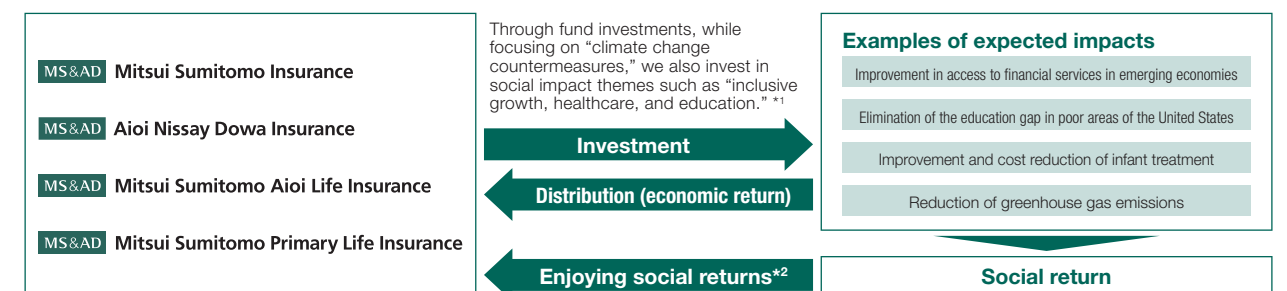 MS&AD Mitsui Sumitomo Insurance
MS&AD Aioi Nissay Dowa Insurance
MS&AD Mitsui Sumitomo Aioi Life Insurance
MS&AD Mitsui Sumitomo Primary Life Insurance
Through fund investments, while
focusing on “climate change
countermeasures,” we also invest in
social impact themes such as “inclusive
growth, healthcare, and education.” *1
Investment
Distribution (economic return)
Enjoying social returns*2
Examples of expected impacts
Improvement in access to financial services in emerging economies
Elimination of the education gap in poor areas of the United States
Improvement and cost reduction of infant treatment
Reduction of greenhouse gas emissions
Social return